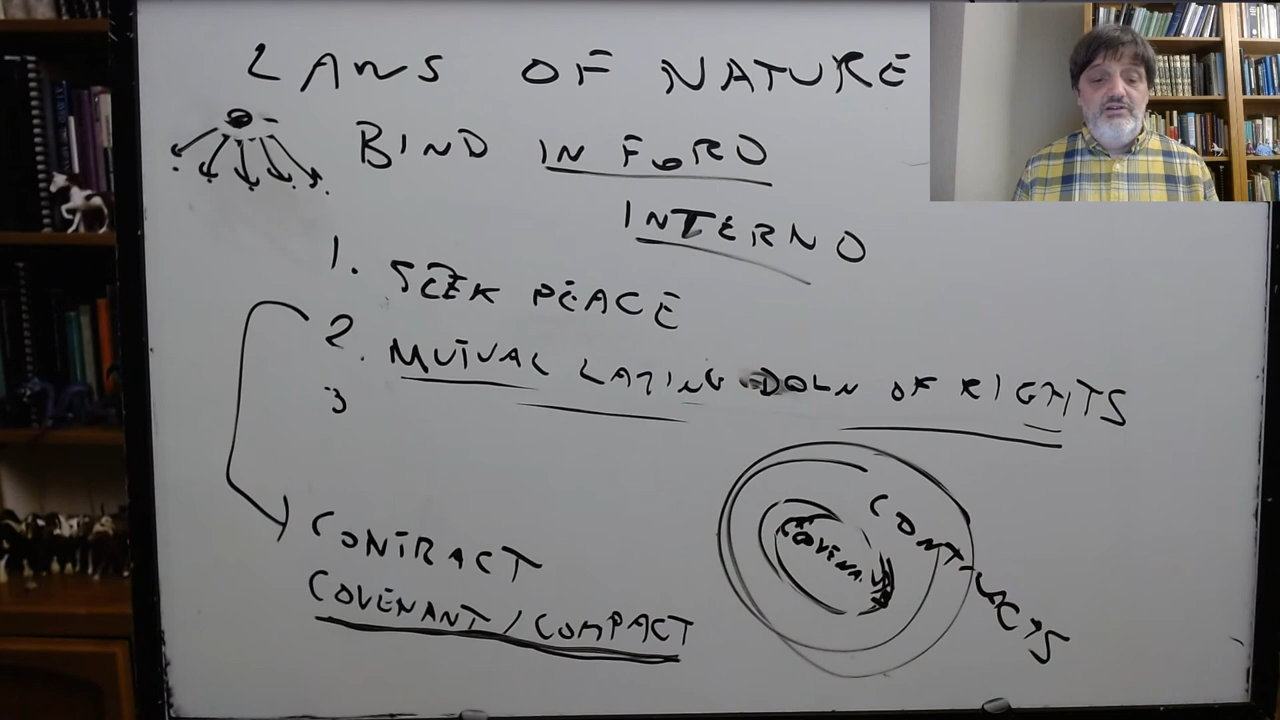 LAWS OF NATURE
BIND IN FORO
INTERNO
1. SEEK PEACE
2. MUTUAL LAYING DOWN OF RIGHTS
3
CONTRACT
COVENANT / COMPACT
CONTRACTS